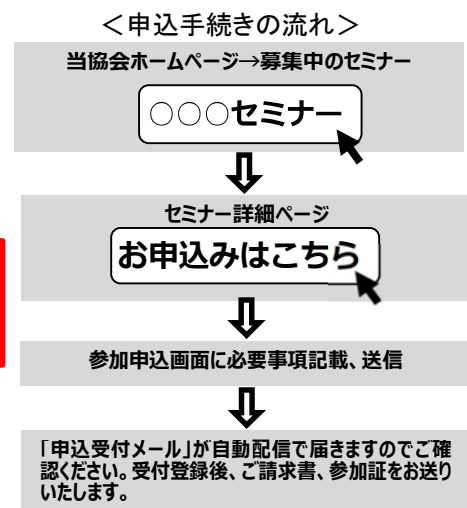 ＜申込手続きの流れ＞
当協会ホームページ→募集中のセミナー
○○○セミナー
セミナー詳細ページ
お申込みはこちら
参加申込画面に必要事項記載、送信
「申込受付メール」が自動配信で届きますのでご確
認ください。受付登録後、ご請求書、参加証をお送り
いたします。